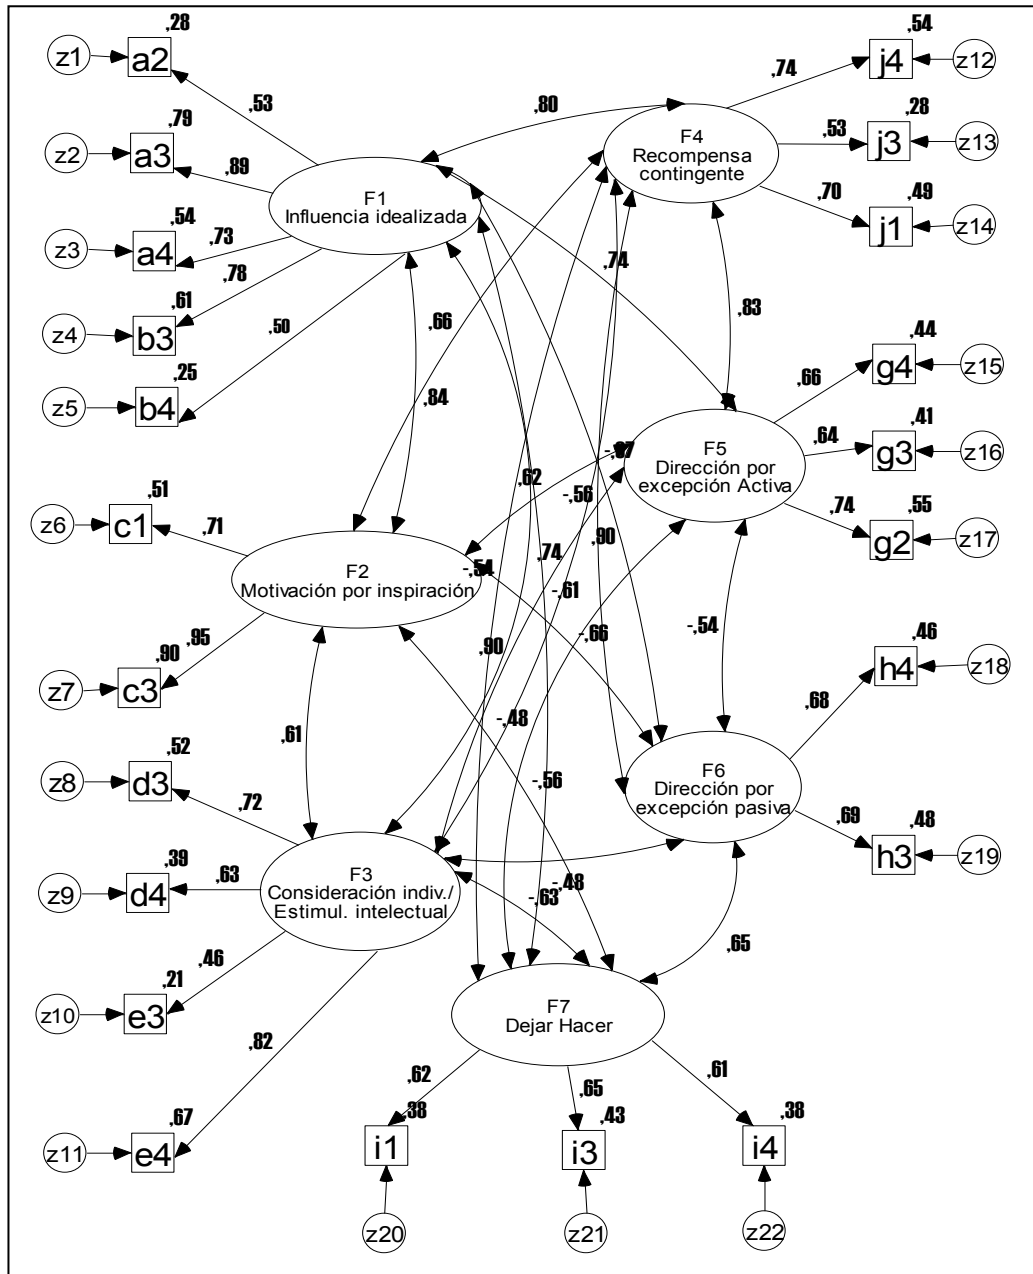 ,28
z1
a2
,53
,79
z2
a3
,89
,54
z3
a4
,73
,61
z4
b3
,78
,25
z5
b4
,50
F1
Influencia idealizada
,80
F4
Recompensa
contingente
,54
,74
j4
z12
,28
,53
j3
z13
,49
,70
j1
z14
,66
,84
,74
,83
,44
,66
g4
z15
,41
,64
g3
z16
,55
,74
g2
z17
F5
Dirección por
excepción Activa
,62
-,56
,90
,51
z6
c1
,71
F2
Motivación por inspiración
-,54
,74
-,61
,90
z7
c3
,95
,90
-,66
-,54
,46
h4
z18
,68
,61
-,48
-,56
F6
Dirección por
excepción pasiva
,48
,69
h3
z19
,52
z8
d3
,72
,39
z9
d4
,63
F3
Consideración indiv./
Estimul. intelectual
-,48
-,63
,65
,21
z10
e3
,46
,67
z11
e4
,82
F7
Dejar Hacer
,62
,65
,61
,38
,43
,38
i1
i3
i4
z20
z21
z22